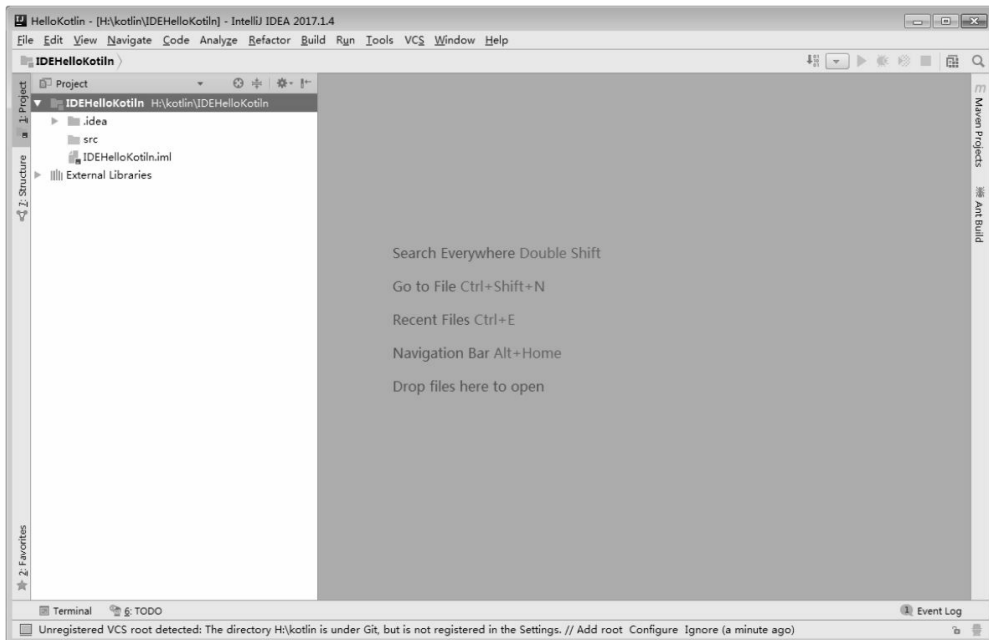 HelloKotlin - [H:\kotlin\IDEHelloKotiln] - IntelliJ IDEA 2017.1.4
File Edit View Navigate Code Analyze Refactor Build Run Tools VCS Window Help
IDEHelloKotiln
Project
1: Project
IDEHelloKotiln H:\kotlin\IDEHelloKotiln
.idea
src
IDEHelloKotiln.iml
External Libraries
Z: Structure
2: Favorites
Search Everywhere Double Shift
Go to File Ctrl+Shift+N
Recent Files Ctrl+E
Navigation Bar Alt+Home
Drop files here to open
m
Maven Projects
Ant Build
Terminal 6: TODO
1 Event Log
Unregistered VCS root detected: The directory H:\kotlin is under Git, but is not registered in the Settings. // Add root Configure Ignore (a minute ago)